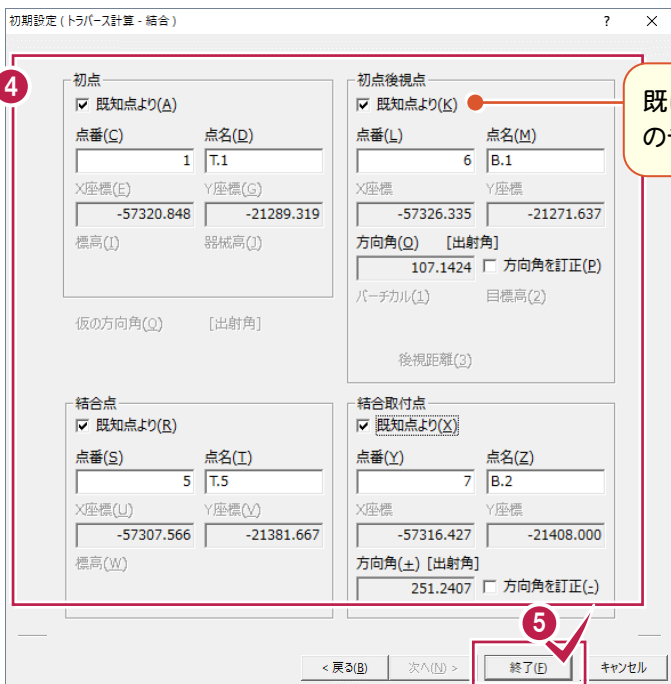 初期設定 ( トラバース計算 - 結合 ) ? ×
4
初点
既知点より(A)
点番(C) 点名(D)
1 T.1
X座標(E) Y座標(G)
-57320.848 -21289.319
標高(I) 器械高(J)
仮の方向角(Q) [出射角]
初点後視点
既知点より(K)
点番(L) 点名(M)
6 B.1
X座標 Y座標
-57326.335 -21271.637
方向角(O) [出射角]
107.1424 方向角を訂正(P)
バーチカル(1) 目標高(2)
後視距離(3)
既
の
結合点
既知点より(R)
点番(S) 点名(T)
5 T.5
X座標(U) Y座標(V)
-57307.566 -21381.667
標高(W)
結合取付点
既知点より(X)
点番(Y) 点名(Z)
7 B.2
X座標 Y座標
-57316.427 -21408.000
方向角(+) [出射角]
251.2407 方向角を訂正(-)
5
< 戻る(B) 次へ(N) > 終了(F) キャンセル